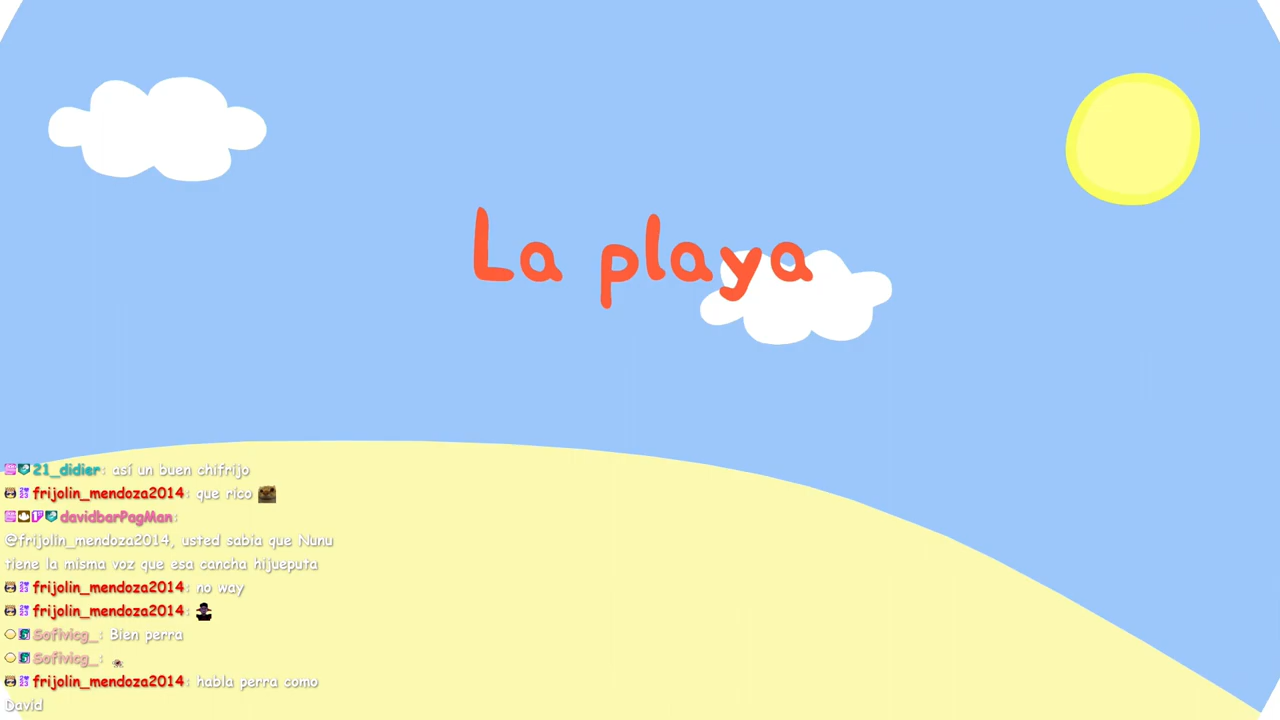 La playa
21_didier: así un buen chifrijo
frijolin_mendoza2014: que rico
davidbarPogMan:
@frijolin_mendoza2014, usted sabia que Nunu
tiene la misma voz que esa cancha hijueputa
frijolin_mendoza2014: no way
frijolin_mendoza2014:
Sofivicg_: Bien perra
Sofivicg_:
frijolin_mendoza2014: habla perra como
David